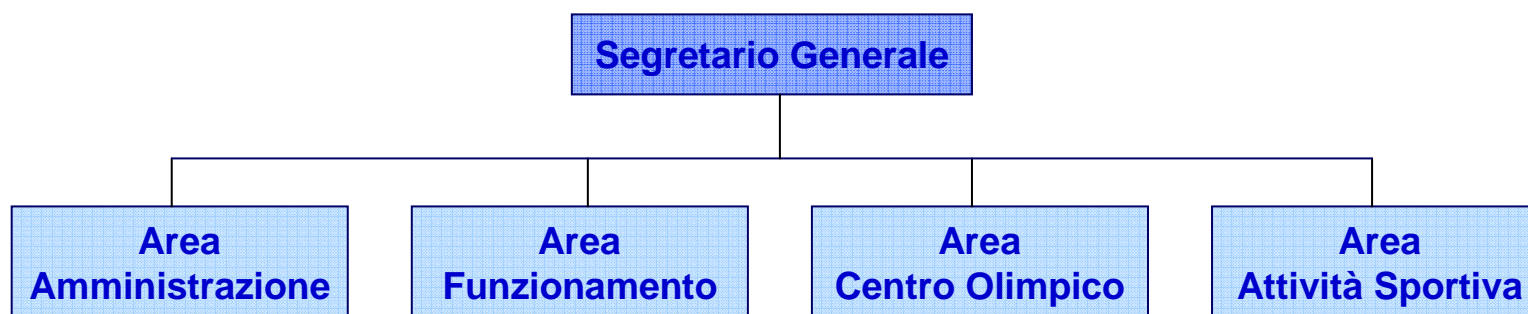 Segretario Generale
Area
Amministrazione
Area
Funzionamento
Area
Centro Olimpico
Area
Attività Sportiva